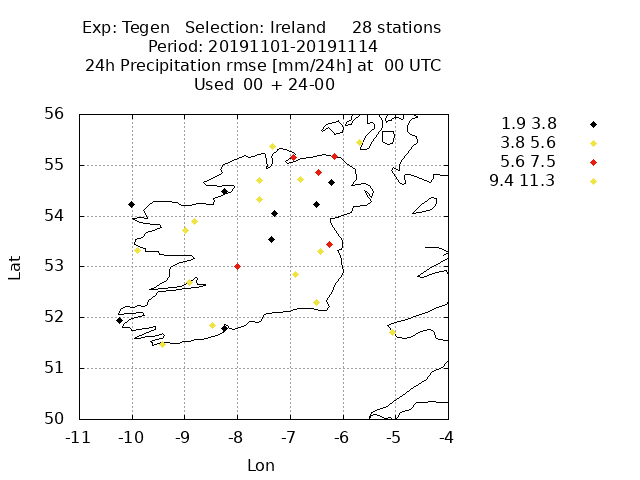 Exp: Tegen   Selection: Ireland     28 stations
Period: 20191101-20191114
24h Precipitation rmse [mm/24h] at  00 UTC
Used  00 + 24-00
1.9 3.8
3.8 5.6
5.6 7.5
9.4 11.3
56
55
54
53
52
51
50
Lat
-11 -10 -9 -8 -7 -6 -5 -4
Lon